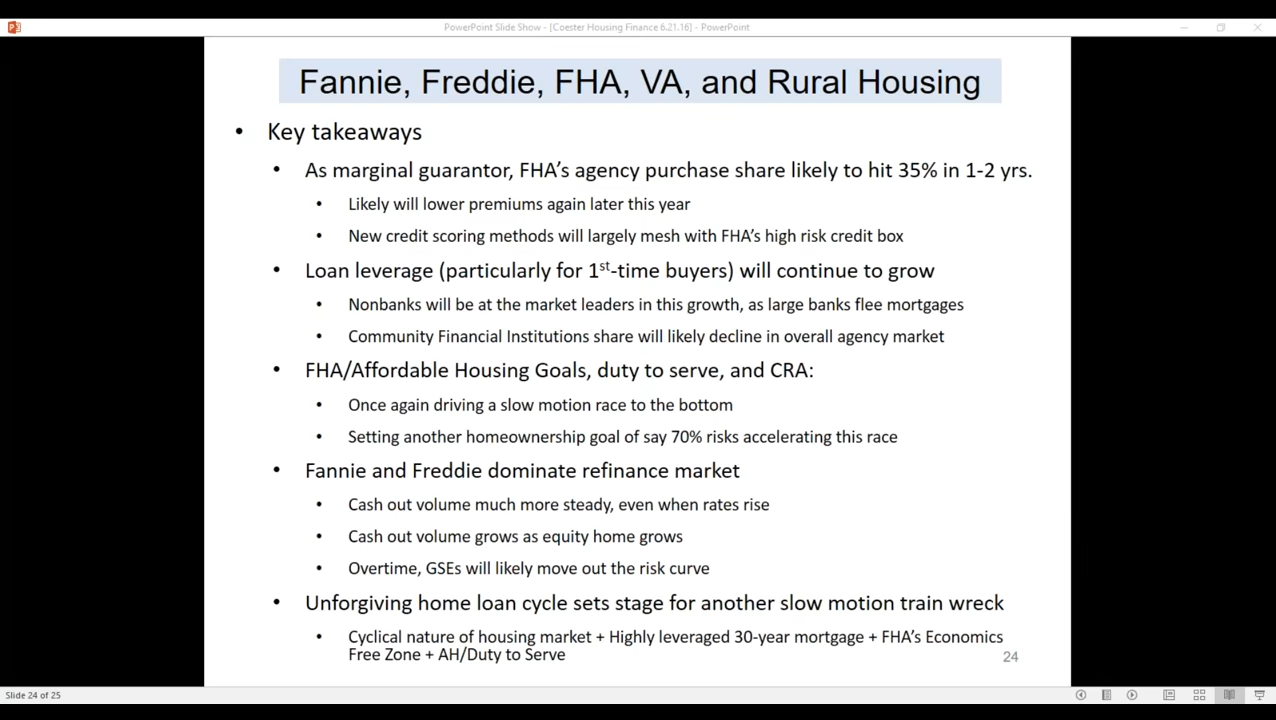 PowerPoint Slide Show - [Coester Housing Finance 6.21.16] - PowerPoint
Fannie, Freddie, FHA, VA, and Rural Housing
• Key takeaways
• As marginal guarantor, FHA's agency purchase share likely to hit 35% in 1-2 yrs.
• Likely will lower premiums again later this year
• New credit scoring methods will largely mesh with FHA's high risk credit box
• Loan leverage (particularly for 1st-time buyers) will continue to grow
• Nonbanks will be at the market leaders in this growth, as large banks flee mortgages
• Community Financial Institutions share will likely decline in overall agency market
• FHA/Affordable Housing Goals, duty to serve, and CRA:
• Once again driving a slow motion race to the bottom
• Setting another homeownership goal of say 70% risks accelerating this race
• Fannie and Freddie dominate refinance market
• Cash out volume much more steady, even when rates rise
• Cash out volume grows as equity home grows
• Overtime, GSEs will likely move out the risk curve
• Unforgiving home loan cycle sets stage for another slow motion train wreck
• Cyclical nature of housing market + Highly leveraged 30-year mortgage + FHA's Economics
Free Zone + AH/Duty to Serve
24
Slide 24 of 25